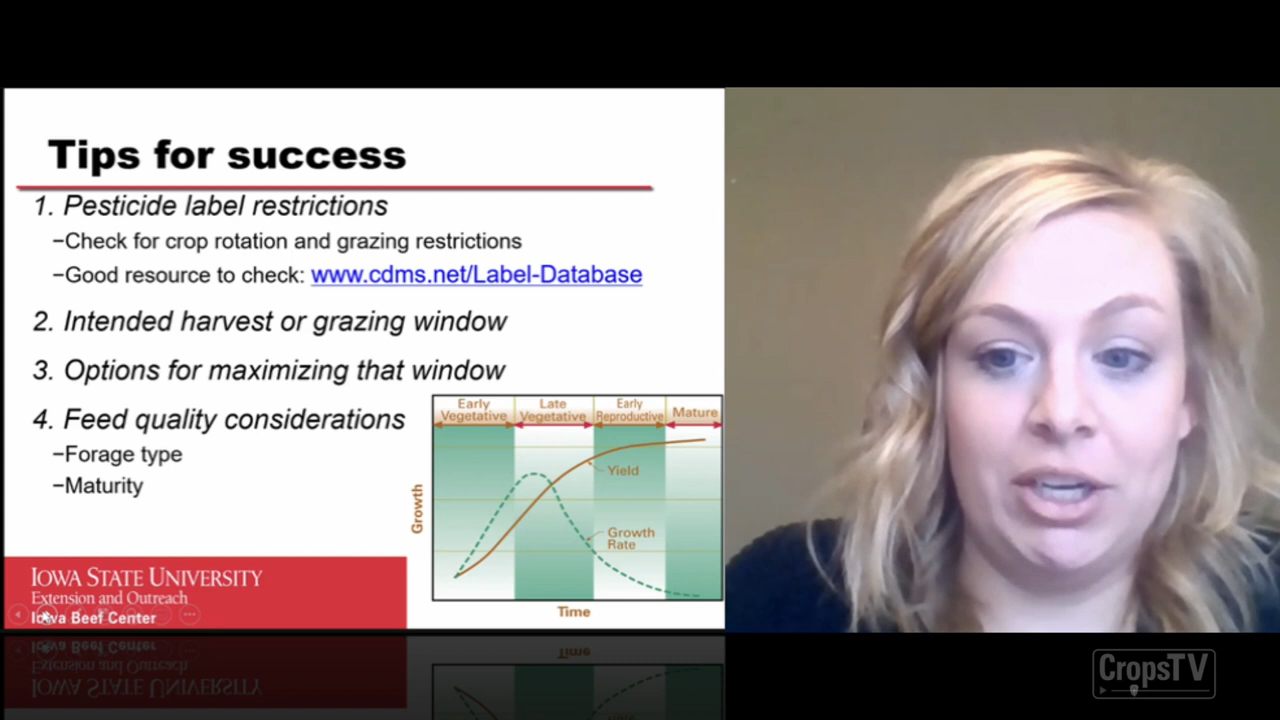 Tips for success
1. Pesticide label restrictions
−Check for crop rotation and grazing restrictions
−Good resource to check: www.cdms.net/Label-Database
2. Intended harvest or grazing window
3. Options for maximizing that window
4. Feed quality considerations
−Forage type
−Maturity
Early Vegetative
Late Vegetative
Early Reproductive
Mature
Yield
Growth Rate
Growth
Time
IOWA STATE UNIVERSITY
Extension and Outreach
Iowa Beef Center
CropsTV